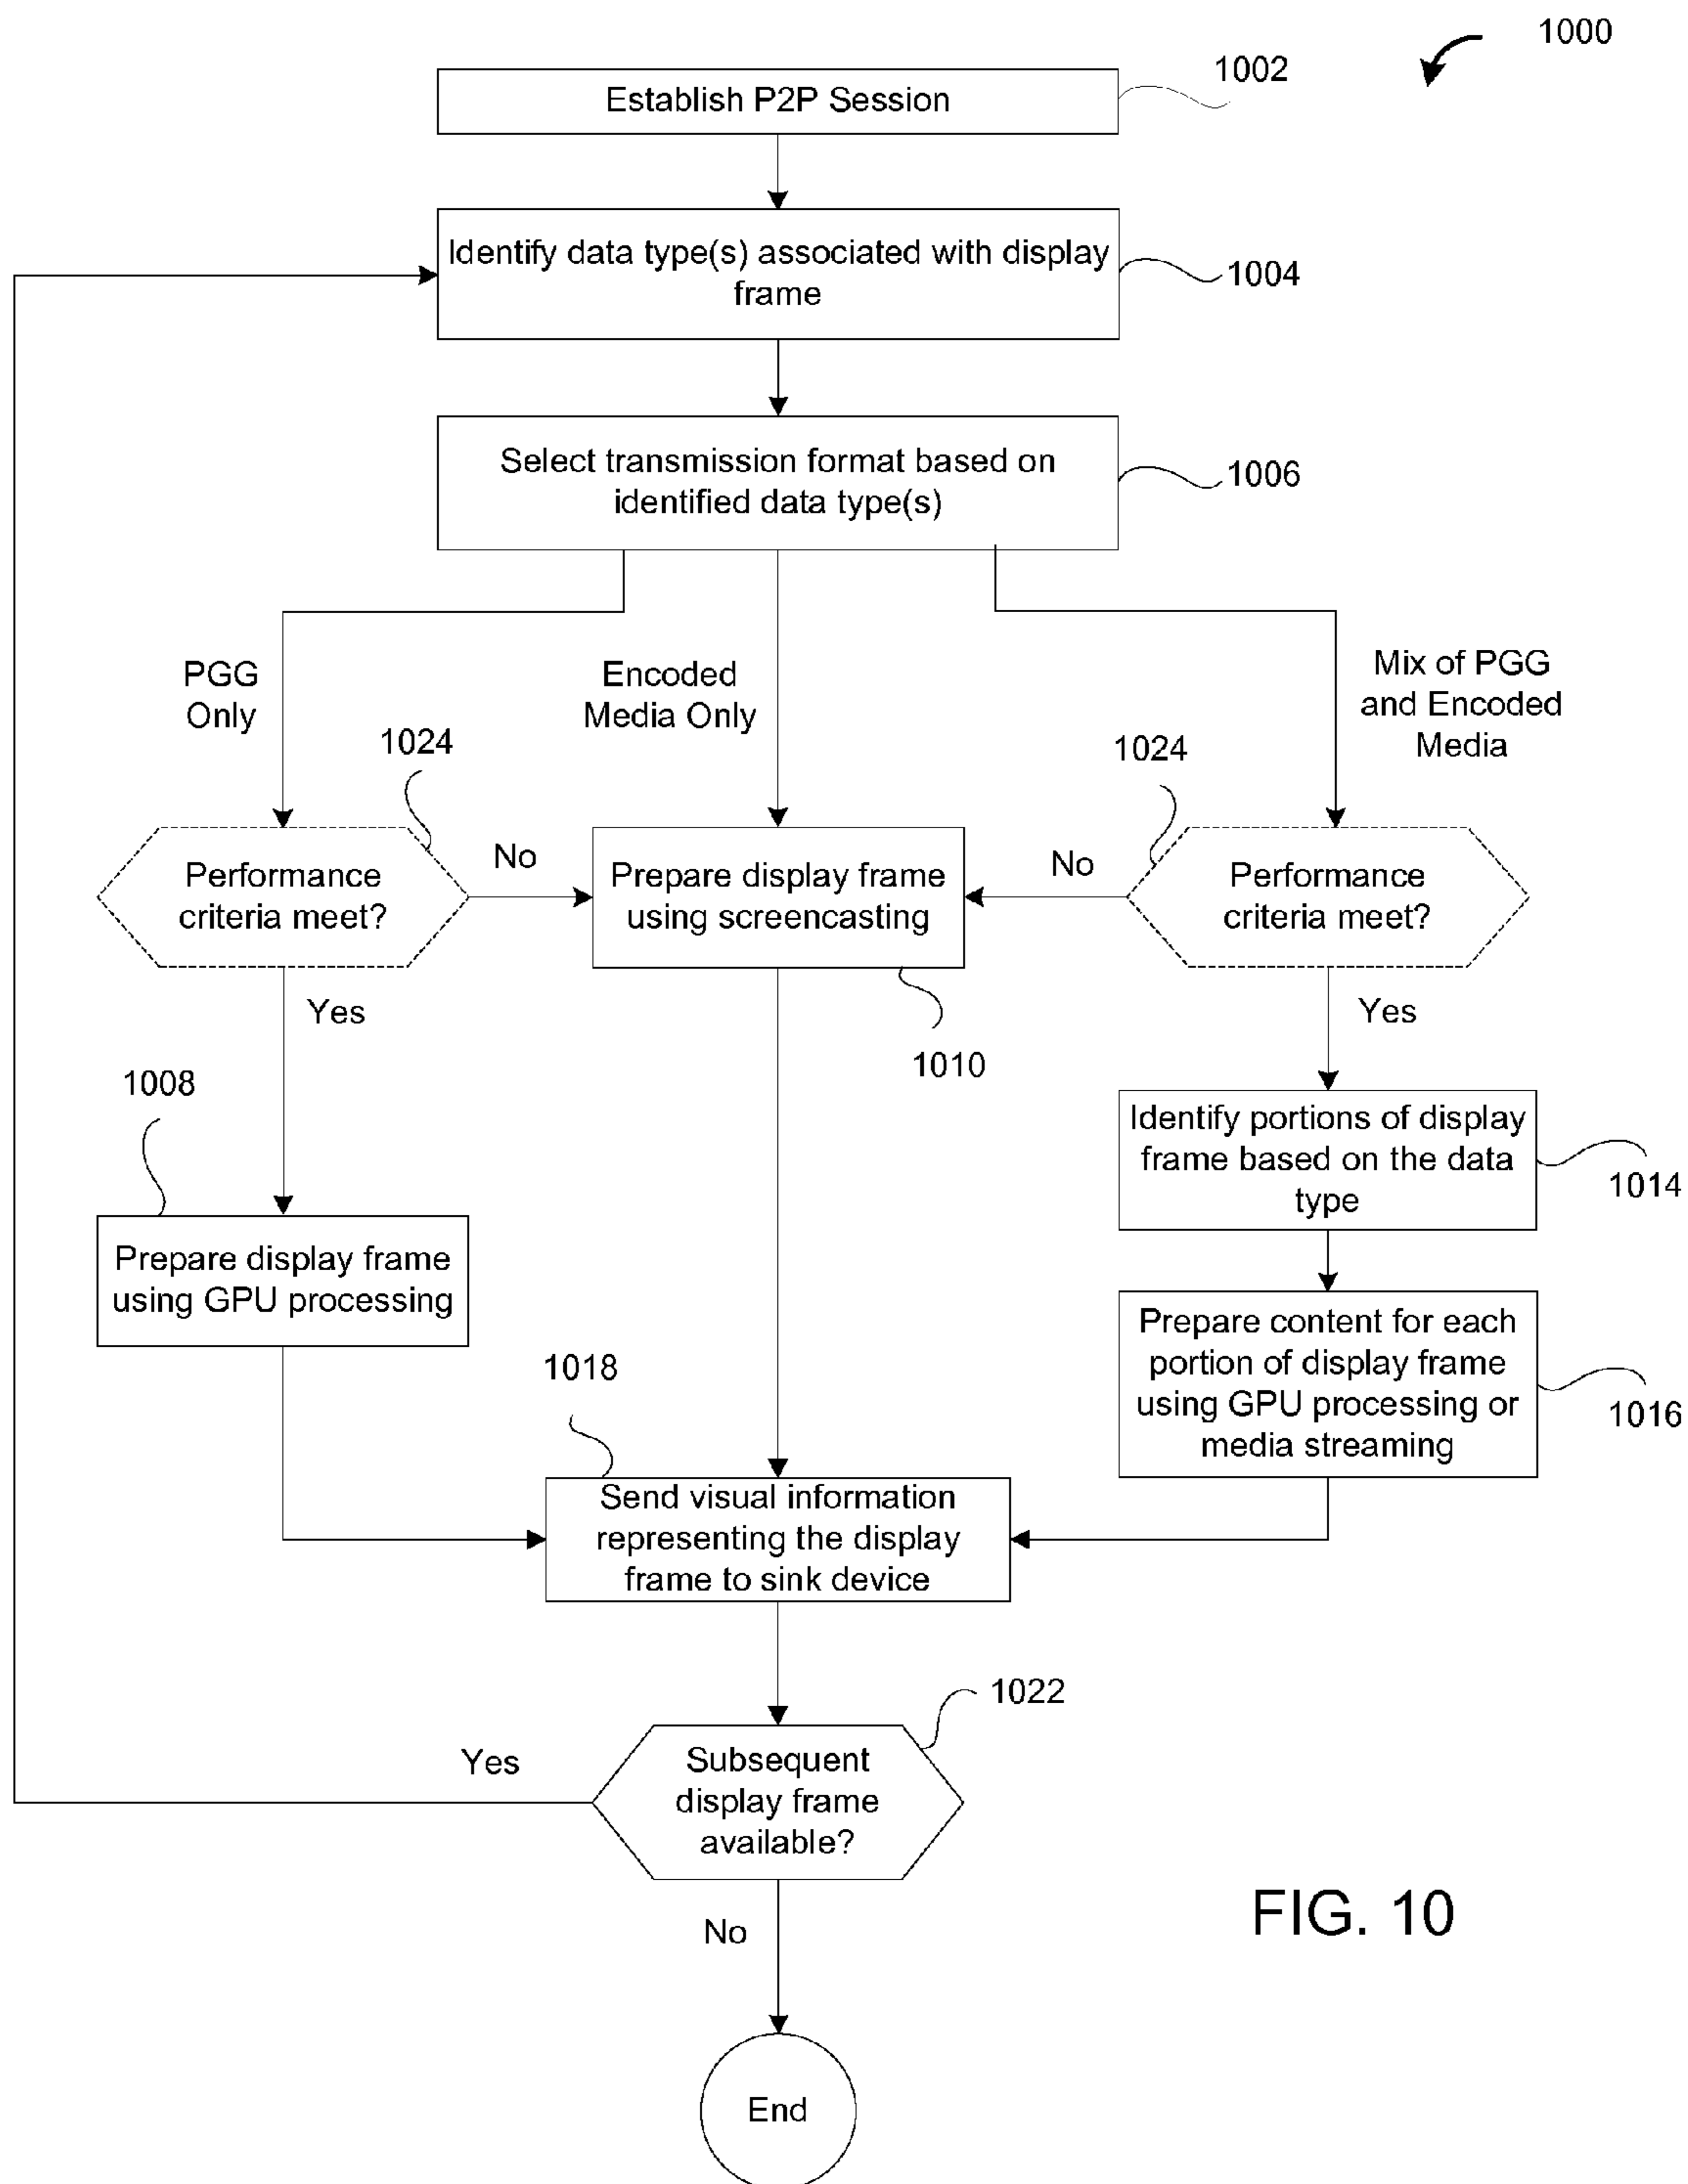 1000
1002
Establish P2P Session
Identify data type(s) associated with display
frame
1004
Select transmission format based on
identified data type(s)
1006
PGG
Only
Encoded
Media Only
Mix of PGG
and Encoded
Media
1024
1024
Performance
criteria meet?
No
Prepare display frame
using screencasting
No
Performance
criteria meet?
Yes
Yes
1010
1008
Identify portions of display
frame based on the data
type
1014
Prepare display frame
using GPU processing
Prepare content for each
portion of display frame
using GPU processing or
media streaming
1016
1018
Send visual information
representing the display
frame to sink device
1022
Yes
Subsequent
display frame
available?
No
FIG. 10
End